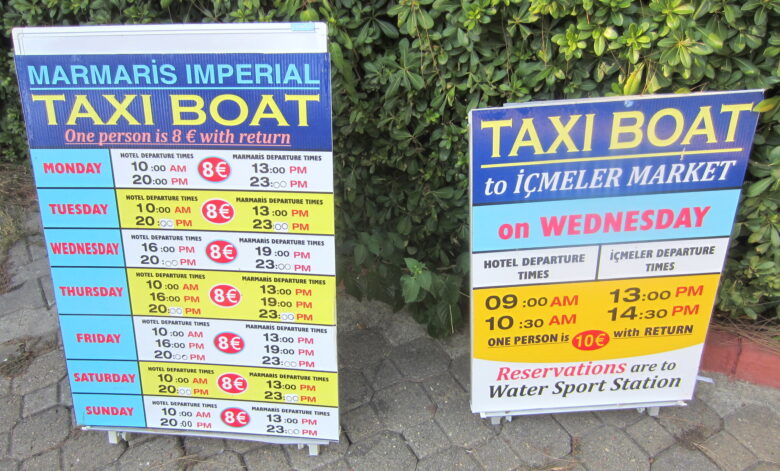 MARMARİS IMPERIAL
TAXI BOAT
One person is 8 € with return
HOTEL DEPARTURE TIMES MARMARİS DEPARTURE TIMES
MONDAY 10:00 AM 8€ 13:00 PM
20:00 PM 23:00 PM
HOTEL DEPARTURE TIMES MARMARİS DEPARTURE TIMES
TUESDAY 10:00 AM 8€ 13:00 PM
20:00 PM 23:00 PM
HOTEL DEPARTURE TIMES MARMARİS DEPARTURE TIMES
WEDNESDAY 16:00 PM 8€ 19:00 PM
20:00 PM 23:00 PM
HOTEL DEPARTURE TIMES MARMARİS DEPARTURE TIMES
THURSDAY 10:00 AM 8€ 13:00 PM
16:00 PM 19:00 PM
20:00 PM 23:00 PM
HOTEL DEPARTURE TIMES MARMARİS DEPARTURE TIMES
FRIDAY 10:00 AM 8€ 13:00 PM
16:00 PM 19:00 PM
20:00 PM 23:00 PM
HOTEL DEPARTURE TIMES MARMARİS DEPARTURE TIMES
SATURDAY 10:00 AM 8€ 13:00 PM
20:00 PM 23:00 PM
HOTEL DEPARTURE TIMES MARMARİS DEPARTURE TIMES
SUNDAY 10:00 AM 8€ 13:00 PM
20:00 PM 23:00 PM
TAXI BOAT
to İÇMELER MARKET
on WEDNESDAY
HOTEL DEPARTURE İÇMELER DEPARTURE
TIMES TIMES
09:00 AM 13:00 PM
10:30 AM 14:30 PM
ONE PERSON is 10€ with RETURN
Reservations are to
Water Sport Station